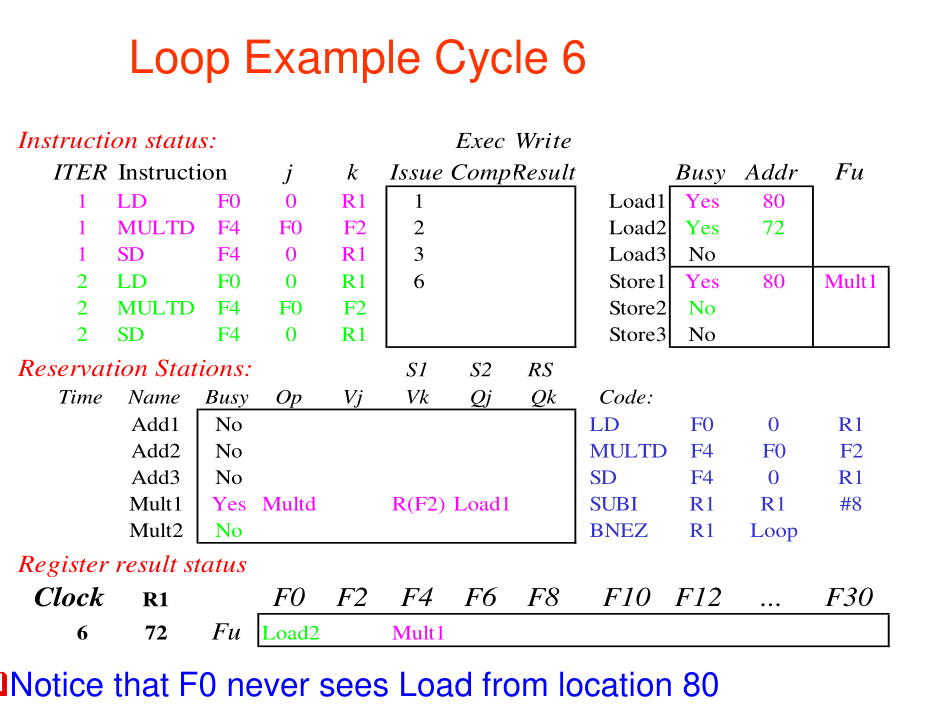 Loop Example Cycle 6
Instruction status: Exec Write
ITER Instruction j k Issue Comp Result Busy Addr Fu
1 LD F0 0 R1 1 Load1 Yes 80
1 MULTD F4 F0 F2 2 Load2 Yes 72
1 SD F4 0 R1 3 Load3 No
2 LD F0 0 R1 6 Store1 Yes 80 Mult1
2 MULTD F4 F0 F2 Store2 No
2 SD F4 0 R1 Store3 No
Reservation Stations: S1 S2 RS
Time Name Busy Op Vj Vk Qj Qk Code:
Add1 No LD F0 0 R1
Add2 No MULTD F4 F0 F2
Add3 No SD F4 0 R1
Mult1 Yes Multd R(F2) Load1 SUBI R1 R1 #8
Mult2 No BNEZ R1 Loop
Register result status
Clock R1 F0 F2 F4 F6 F8 F10 F12 ... F30
6 72 Fu Load2 Mult1
Notice that F0 never sees Load from location 80